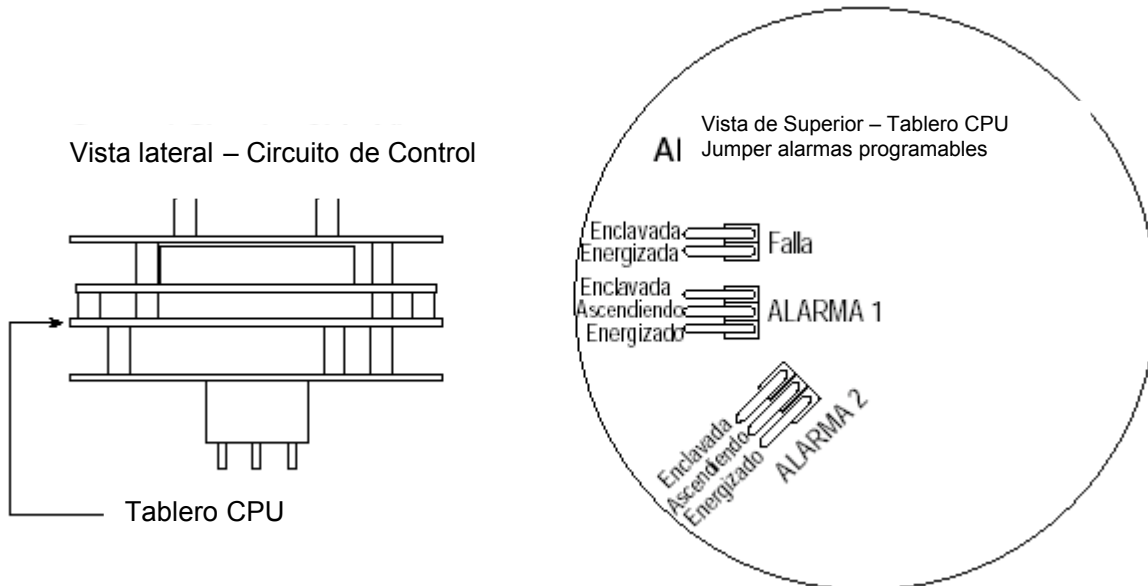 Vista lateral – Circuito de Control
Tablero CPU
Vista de Superior – Tablero CPU
Al Jumper alarmas programables
Enclavada
Energizada
Falla
Enclavada
Ascendiendo
Energizado
ALARMA 1
Enclavada
Ascendiendo
Energizado
ALARMA 2